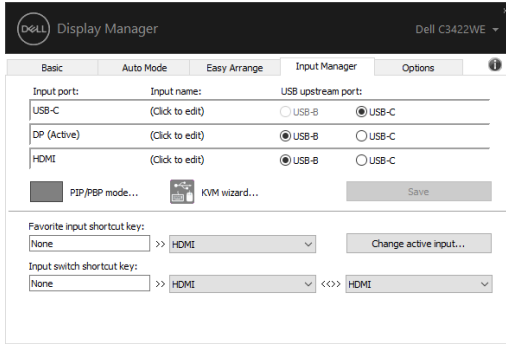 DELL Display Manager Dell C3422WE
Basic Auto Mode Easy Arrange Input Manager Options
Input port: Input name: USB upstream port:
USB-C (Click to edit) USB-B USB-C
DP (Active) (Click to edit) USB-B USB-C
HDMI (Click to edit) USB-B USB-C
PIP/PBP mode... KVM wizard... Save
Favorite input shortcut key:
None >> HDMI Change active input...
Input switch shortcut key:
None >> HDMI <<>> HDMI